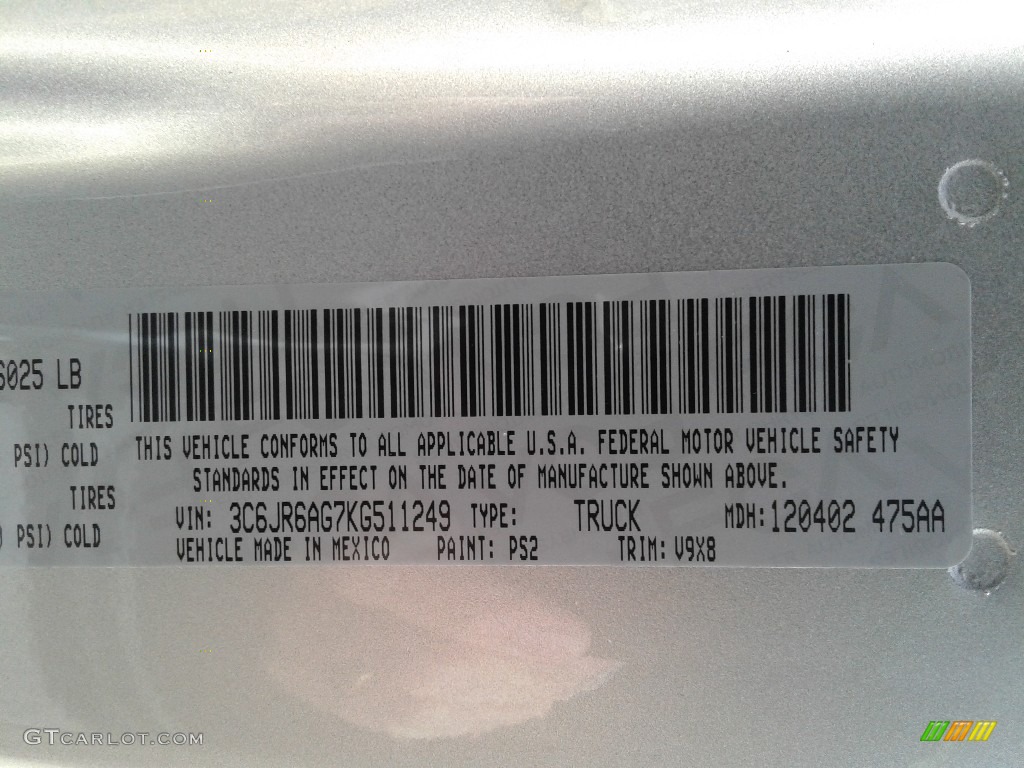 6025 LB
TIRES
PSI) COLD
TIRES
) PSI) COLD
THIS VEHICLE CONFORMS TO ALL APPLICABLE U.S.A. FEDERAL MOTOR VEHICLE SAFETY
STANDARDS IN EFFECT ON THE DATE OF MANUFACTURE SHOWN ABOVE.
VIN: 3C6JR6AG7KG511249 TYPE: TRUCK MDH: 120402 475AA
VEHICLE MADE IN MEXICO PAINT: PS2 TRIM: V9X8
GTCARLOT.COM